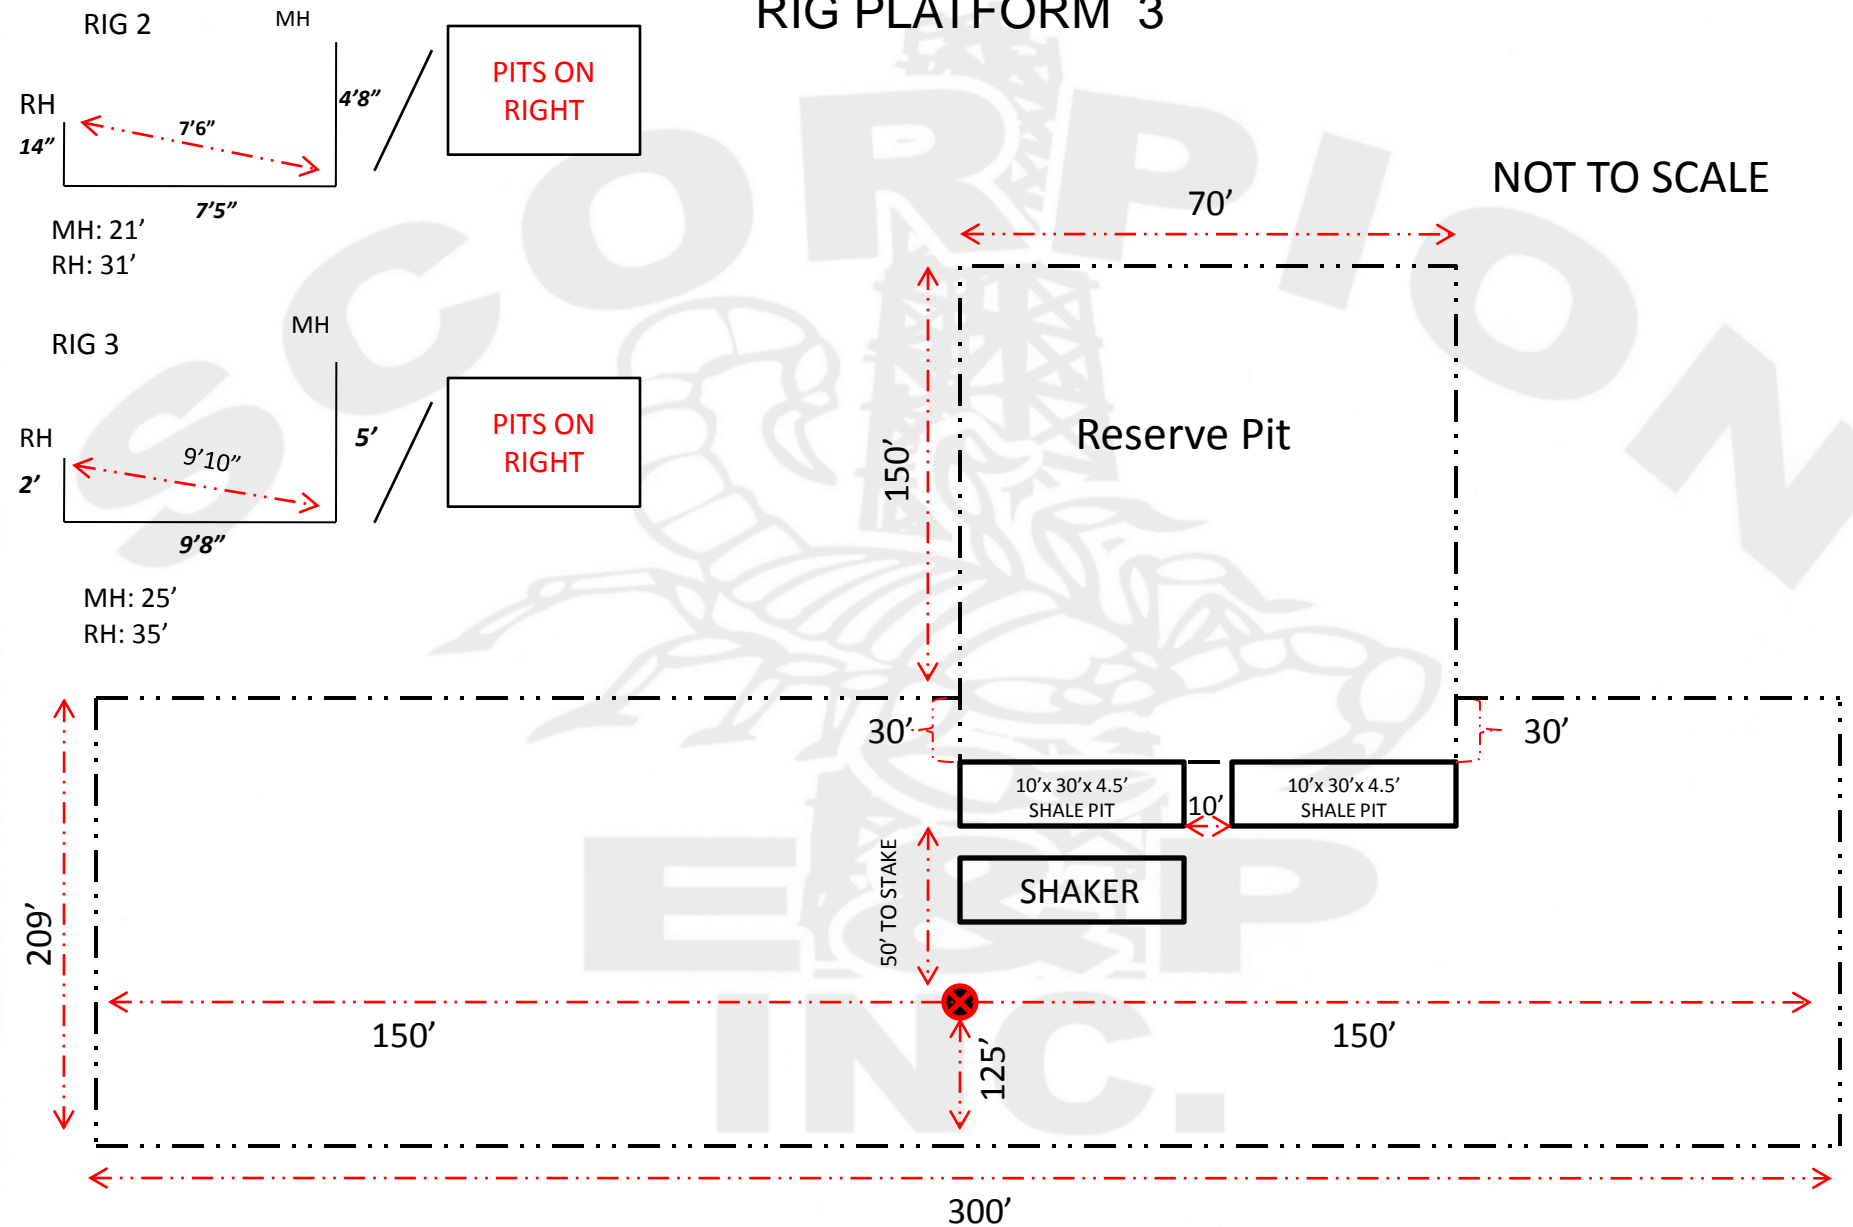 RIG PLATFORM 3
RIG 2
MH
PITS ON
RIGHT
RH
14”
7’6”
4’8”
7’5”
MH: 21’
RH: 31’
NOT TO SCALE
70’
RIG 3
MH
PITS ON
RIGHT
RH
2’
9’10”
5’
9’8”
MH: 25’
RH: 35’
150’
Reserve Pit
30’
30’
10’x 30’x 4.5’
SHALE PIT
10’
10’x 30’x 4.5’
SHALE PIT
50’ TO STAKE
SHAKER
209’
150’
150’
125’
300’
SCORPION
E&P
INC.